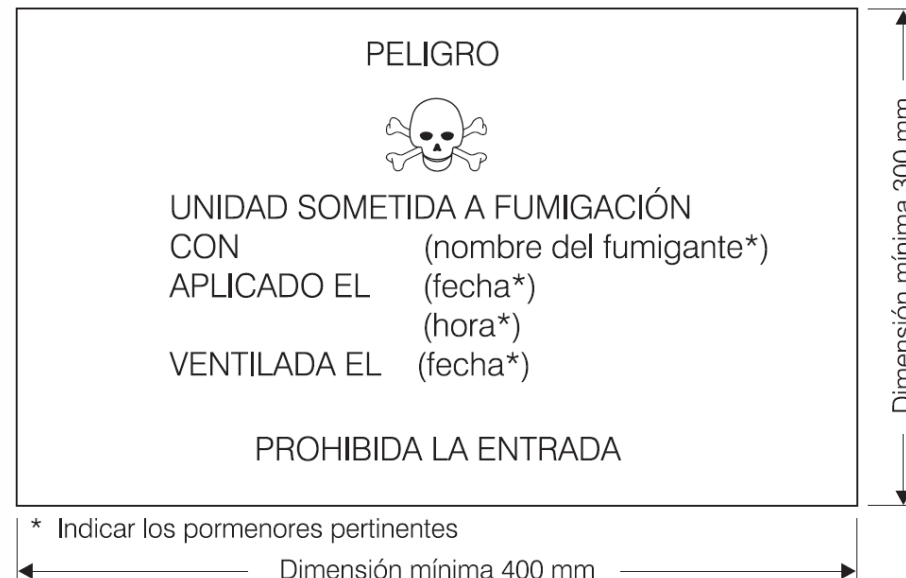 PELIGRO
UNIDAD SOMETIDA A FUMIGACIÓN
CON (nombre del fumigante*)
APLICADO EL (fecha*)
(hora*)
VENTILADA EL (fecha*)
PROHIBIDA LA ENTRADA
* Indicar los pormenores pertinentes
Dimensión mínima 400 mm
Dimensión mínima 300 mm